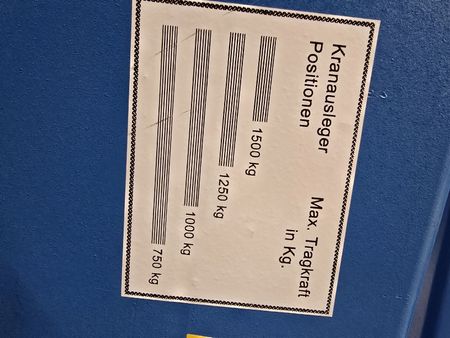 Kranausleger
Positionen
Max. Tragkraft
in Kg.
1500 kg
1250 kg
1000 kg
750 kg